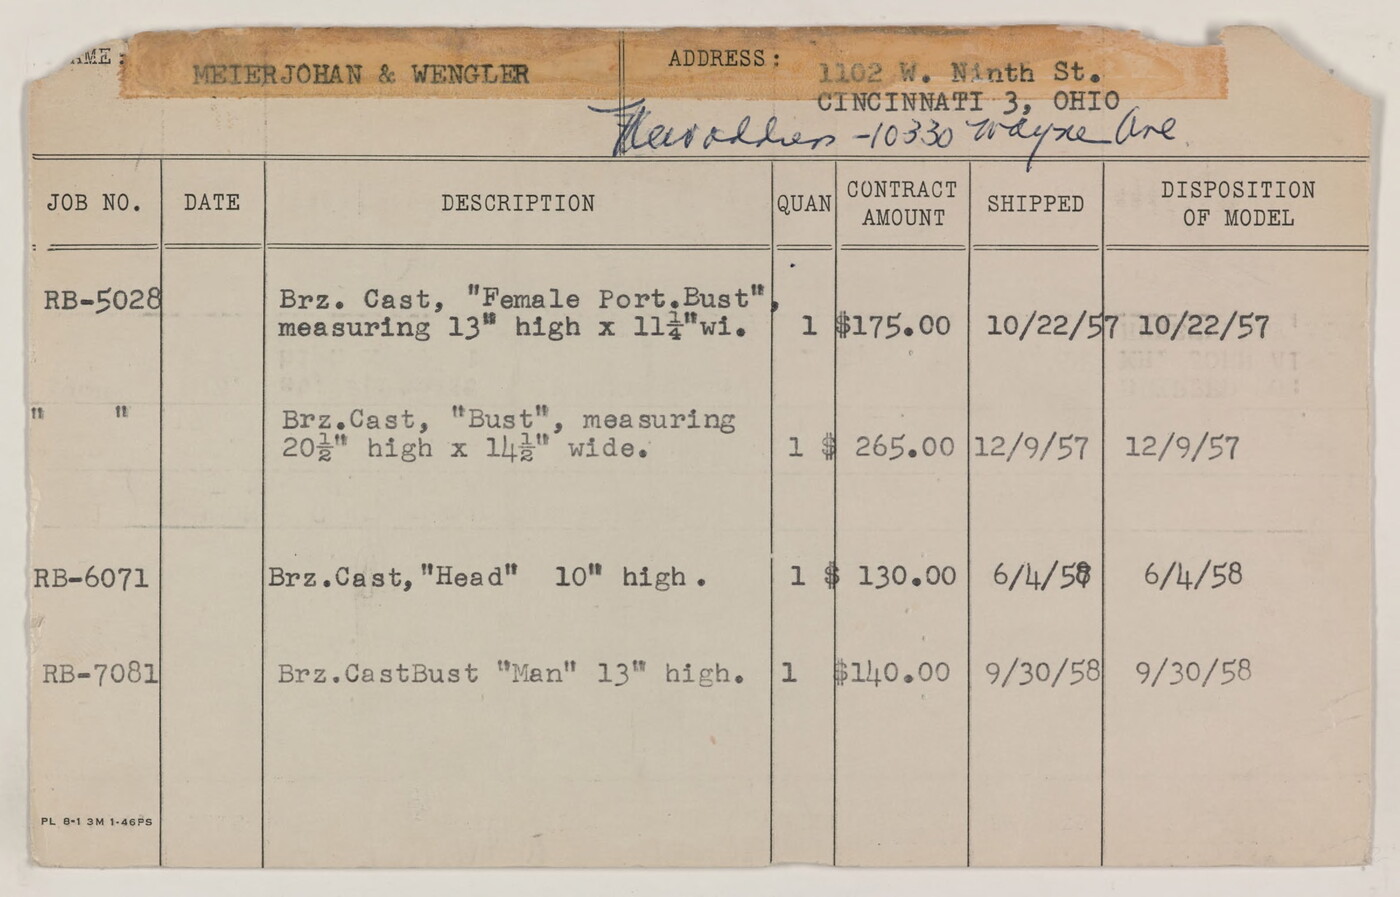 NAME: MEIERJOHAN & WENGLER ADDRESS: 1102 W. Ninth St.
CINCINNATI 3, OHIO
New address - 10330 Wayne Ave
JOB NO. DATE DESCRIPTION QUAN CONTRACT AMOUNT SHIPPED DISPOSITION OF MODEL
RB-5028 Brz. Cast, "Female Port.Bust",
measuring 13" high x 11¼"wi. 1 $175.00 10/22/57 10/22/57
" " Brz.Cast, "Bust", measuring
20½" high x 14½" wide. 1 $ 265.00 12/9/57 12/9/57
RB-6071 Brz.Cast,"Head" 10" high. 1 $ 130.00 6/4/58 6/4/58
RB-7081 Brz.CastBust "Man" 13" high. 1 $140.00 9/30/58 9/30/58
PL 8-1 3M 1-46PS